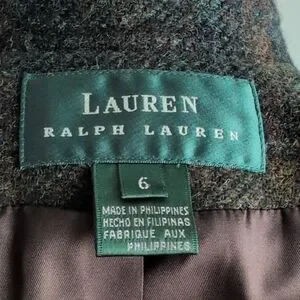 LAUREN
RALPH LAUREN
6
MADE IN PHILIPPINES
HECHO EN FILIPINAS
FABRIQUE AUX
PHILIPPINES